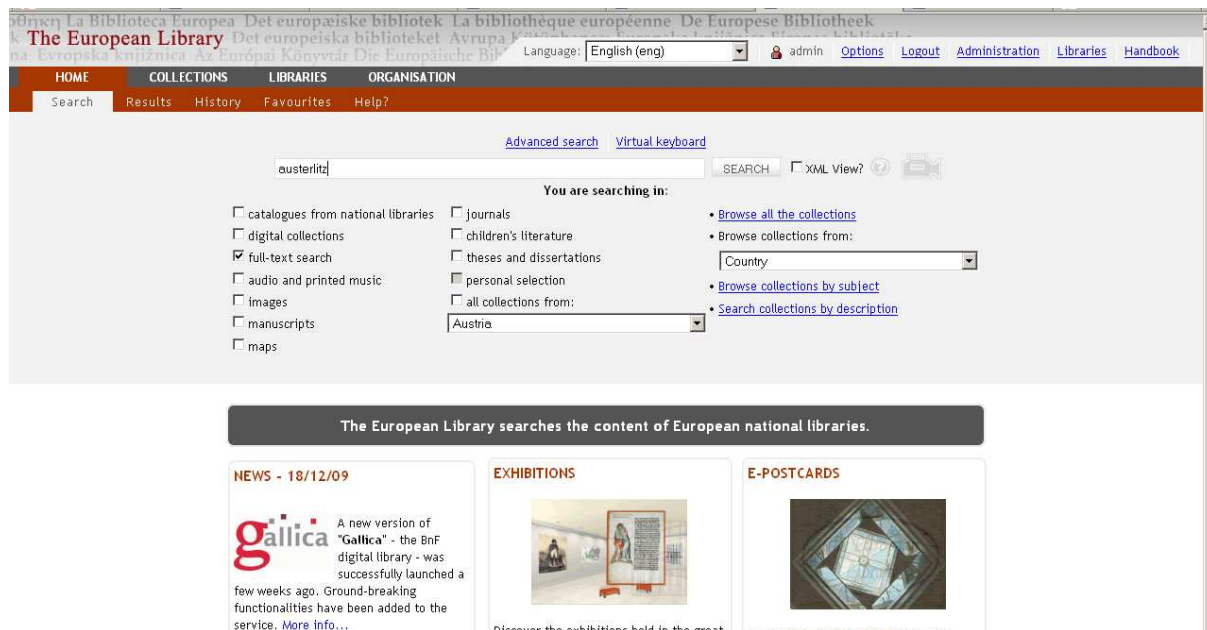 La Biblioteca Europea Det europæiske bibliotek La bibliothèque européenne De Europese Bibliotheek
The European Library Det europeiska biblioteket Avrupa
Evropska knjižnica Az Európai Könyvtár Die Europäische
Language: English (eng) admin Options Logout Administration Libraries Handbook
HOME COLLECTIONS LIBRARIES ORGANISATION
Search Results History Favourites Help?
Advanced search Virtual keyboard
austerlitz SEARCH XML View? ?
You are searching in:
catalogues from national libraries
digital collections
full-text search
audio and printed music
images
manuscripts
maps
journals
children's literature
theses and dissertations
personal selection
all collections from:
Austria
• Browse all the collections
• Browse collections from:
Country
• Browse collections by subject
• Search collections by description
The European Library searches the content of European national libraries.
NEWS - 18/12/09
gallica
A new version of
"Gallica" - the BnF
digital library - was
successfully launched a
few weeks ago. Ground-breaking
functionalities have been added to the
service. More info...
EXHIBITIONS
Discover the exhibitions held in the great
E-POSTCARDS